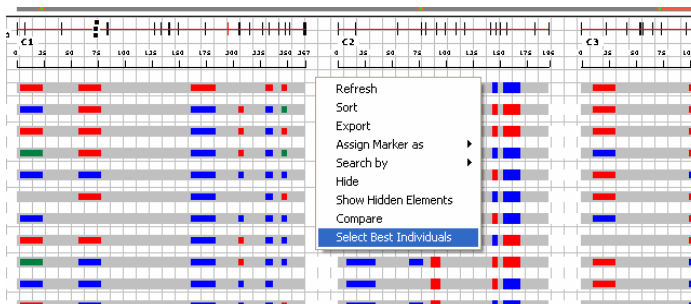 C1
C2
C3
0 25 50 75 100 125 150 175 200 225 250 267
0 25 50 75 100 125 150 175 196
0 25 50 75 100
Refresh
Sort
Export
Assign Marker as
Search by
Hide
Show Hidden Elements
Compare
Select Best Individuals